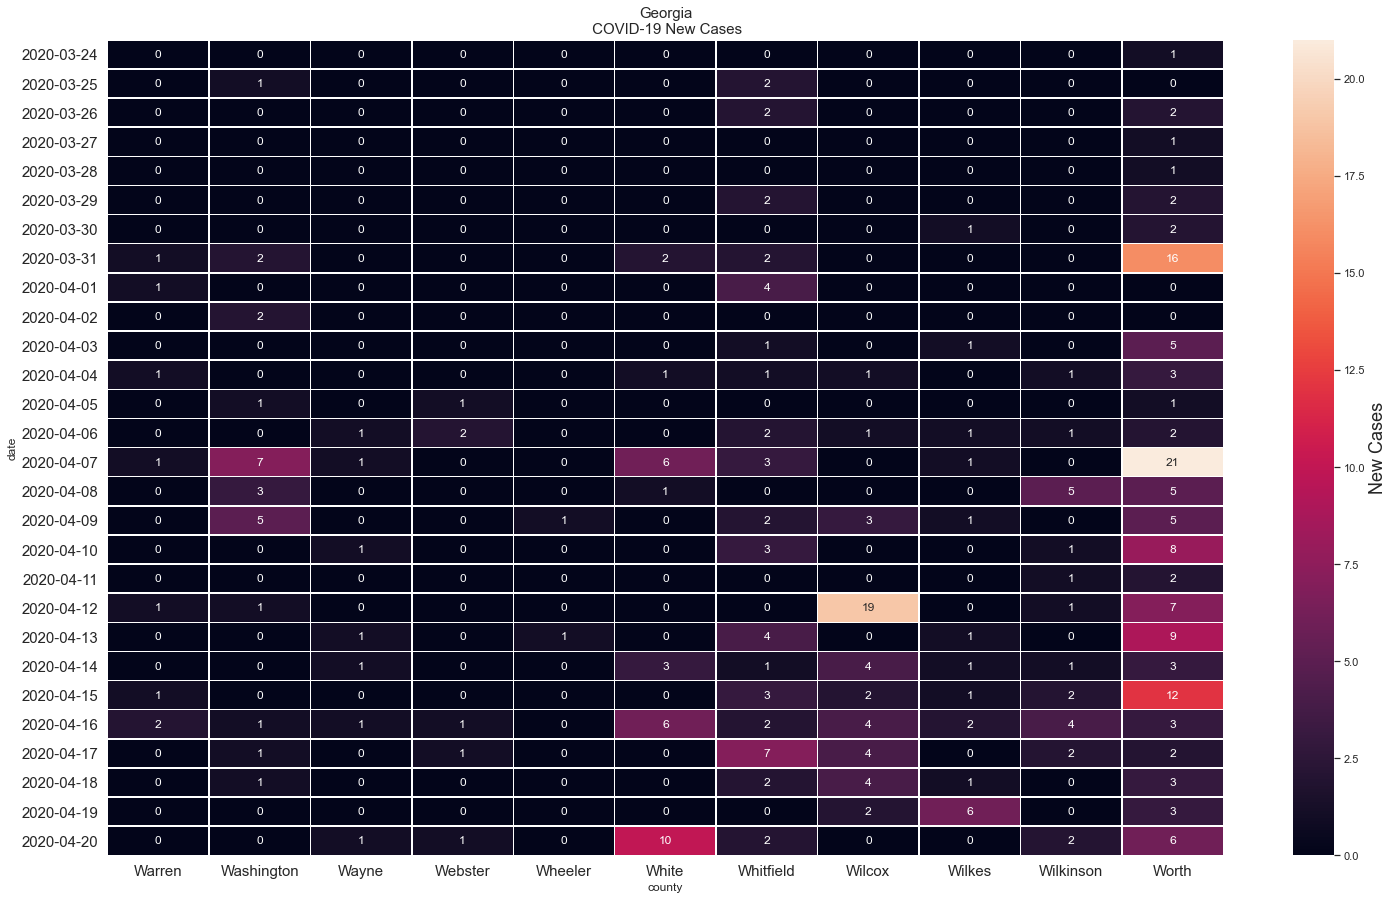 Georgia
COVID-19 New Cases
2020-03-24 0 0 0 0 0 0 0 0 0 0 1
2020-03-25 0 1 0 0 0 0 2 0 0 0 0
2020-03-26 0 0 0 0 0 0 2 0 0 0 2
2020-03-27 0 0 0 0 0 0 0 0 0 0 1
2020-03-28 0 0 0 0 0 0 0 0 0 0 1
2020-03-29 0 0 0 0 0 0 2 0 0 0 2
2020-03-30 0 0 0 0 0 0 0 0 1 0 2
2020-03-31 1 2 0 0 0 2 2 0 0 0 16
2020-04-01 1 0 0 0 0 0 4 0 0 0 0
2020-04-02 0 2 0 0 0 0 0 0 0 0 0
2020-04-03 0 0 0 0 0 0 1 0 1 0 5
2020-04-04 1 0 0 0 0 1 1 1 0 1 3
2020-04-05 0 1 0 1 0 0 0 0 0 0 1
2020-04-06 0 0 1 2 0 0 2 1 1 1 2
2020-04-07 1 7 1 0 0 6 3 0 1 0 21
2020-04-08 0 3 0 0 0 1 0 0 0 5 5
2020-04-09 0 5 0 0 1 0 2 3 1 0 5
2020-04-10 0 0 1 0 0 0 3 0 0 1 8
2020-04-11 0 0 0 0 0 0 0 0 0 1 2
2020-04-12 1 1 0 0 0 0 0 19 0 1 7
2020-04-13 0 0 1 0 1 0 4 0 1 0 9
2020-04-14 0 0 1 0 0 3 1 4 1 1 3
2020-04-15 1 0 0 0 0 0 3 2 1 2 12
2020-04-16 2 1 1 1 0 6 2 4 2 4 3
2020-04-17 0 1 0 1 0 0 7 4 0 2 2
2020-04-18 0 1 0 0 0 0 2 4 1 0 3
2020-04-19 0 0 0 0 0 0 0 2 6 0 3
2020-04-20 0 0 1 1 0 10 2 0 0 2 6
Warren Washington Wayne Webster Wheeler White Whitfield Wilcox Wilkes Wilkinson Worth
county
date
20.0
17.5
15.0
12.5
10.0
7.5
5.0
2.5
0.0
New Cases